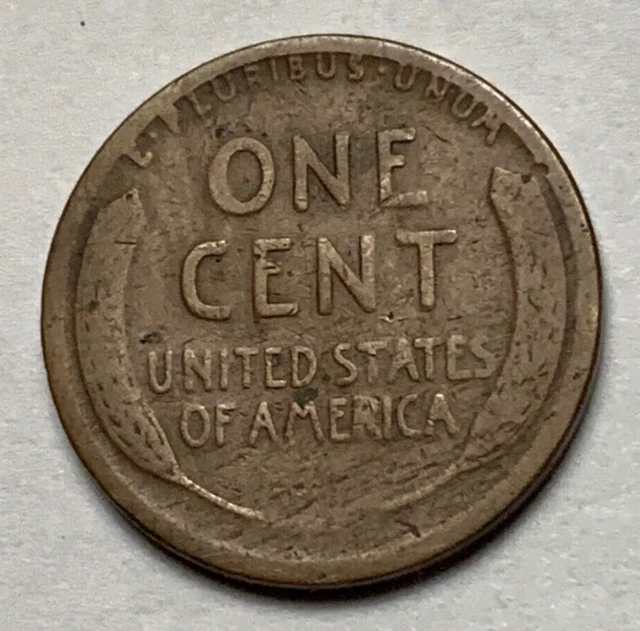 E·PLURIBUS·UNUM
ONE
CENT
UNITED STATES
OF AMERICA